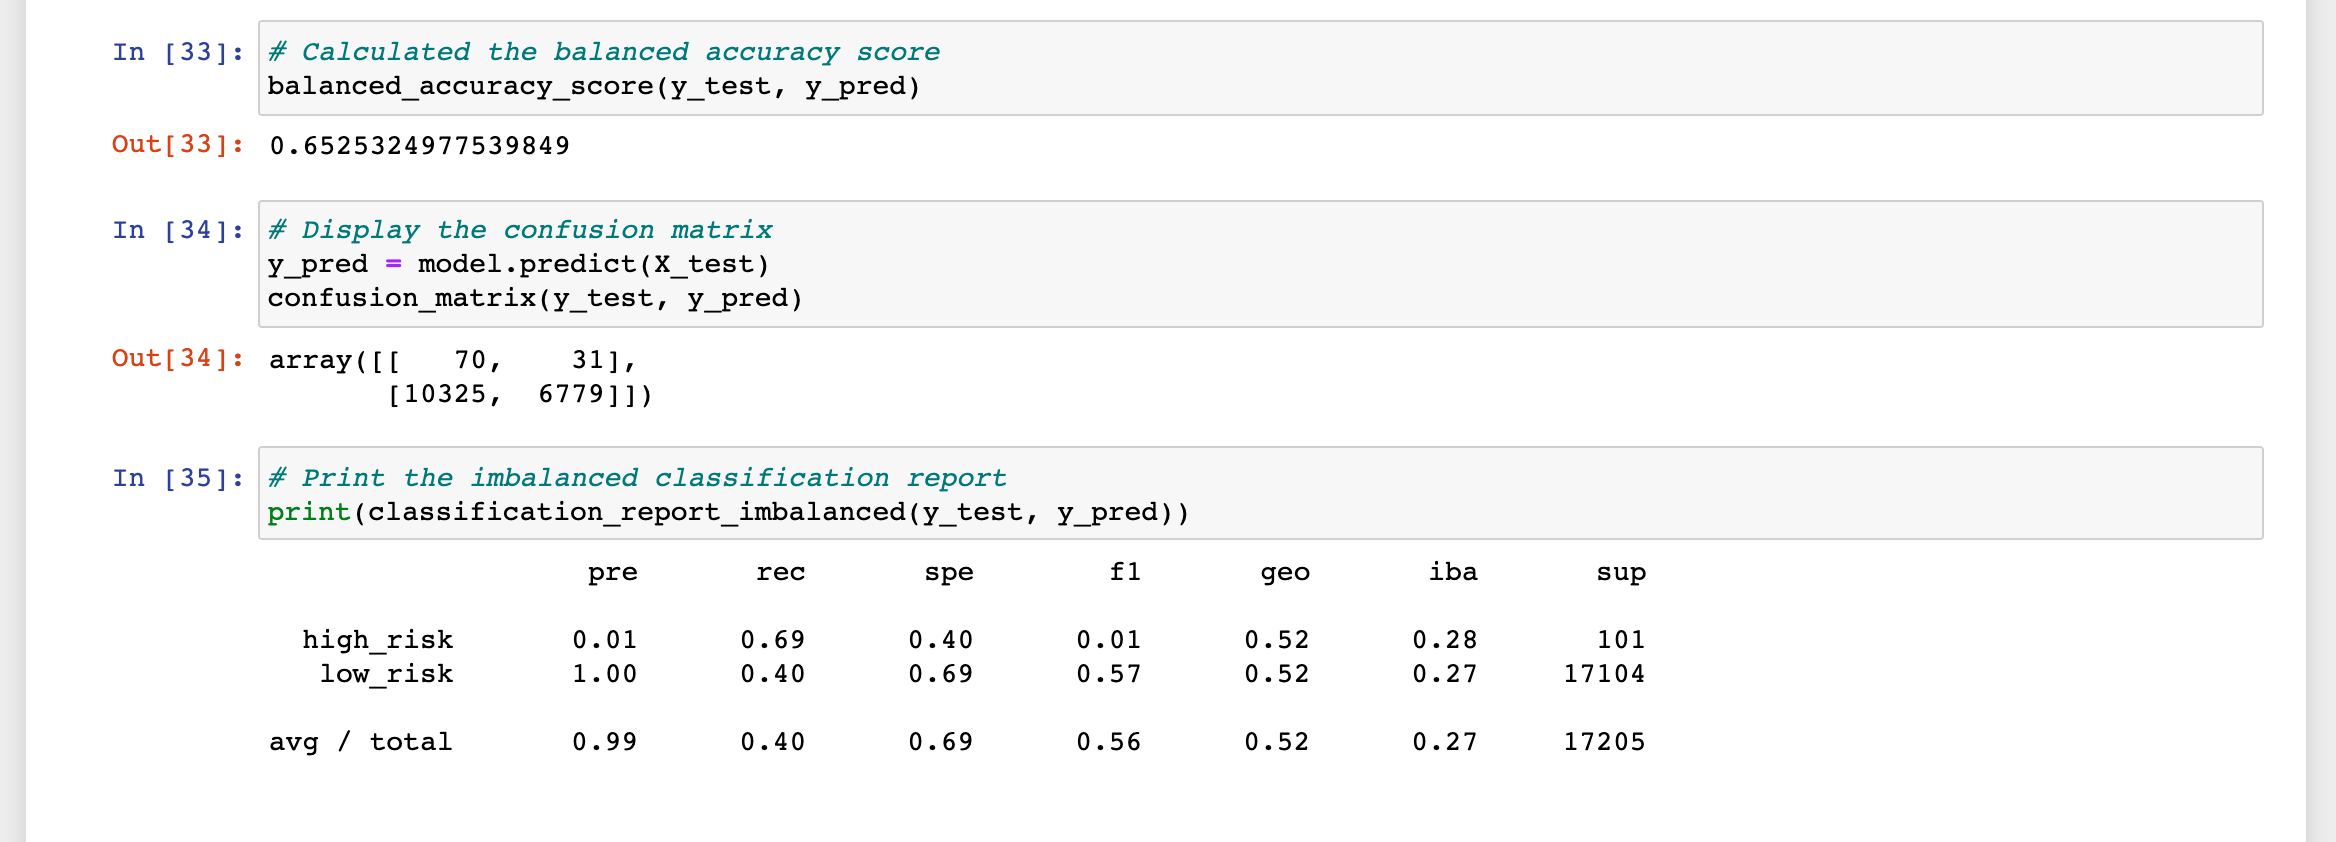 In [33]: # Calculated the balanced accuracy score
balanced_accuracy_score(y_test, y_pred)
Out[33]: 0.6525324977539849
In [34]: # Display the confusion matrix
y_pred = model.predict(X_test)
confusion_matrix(y_test, y_pred)
Out[34]: array([[   70,    31],
       [10325,  6779]])
In [35]: # Print the imbalanced classification report
print(classification_report_imbalanced(y_test, y_pred))
pre       rec       spe        f1       geo       iba       sup
high_risk       0.01      0.69      0.40      0.01      0.52      0.28       101
low_risk       1.00      0.40      0.69      0.57      0.52      0.27     17104
avg / total       0.99      0.40      0.69      0.56      0.52      0.27     17205